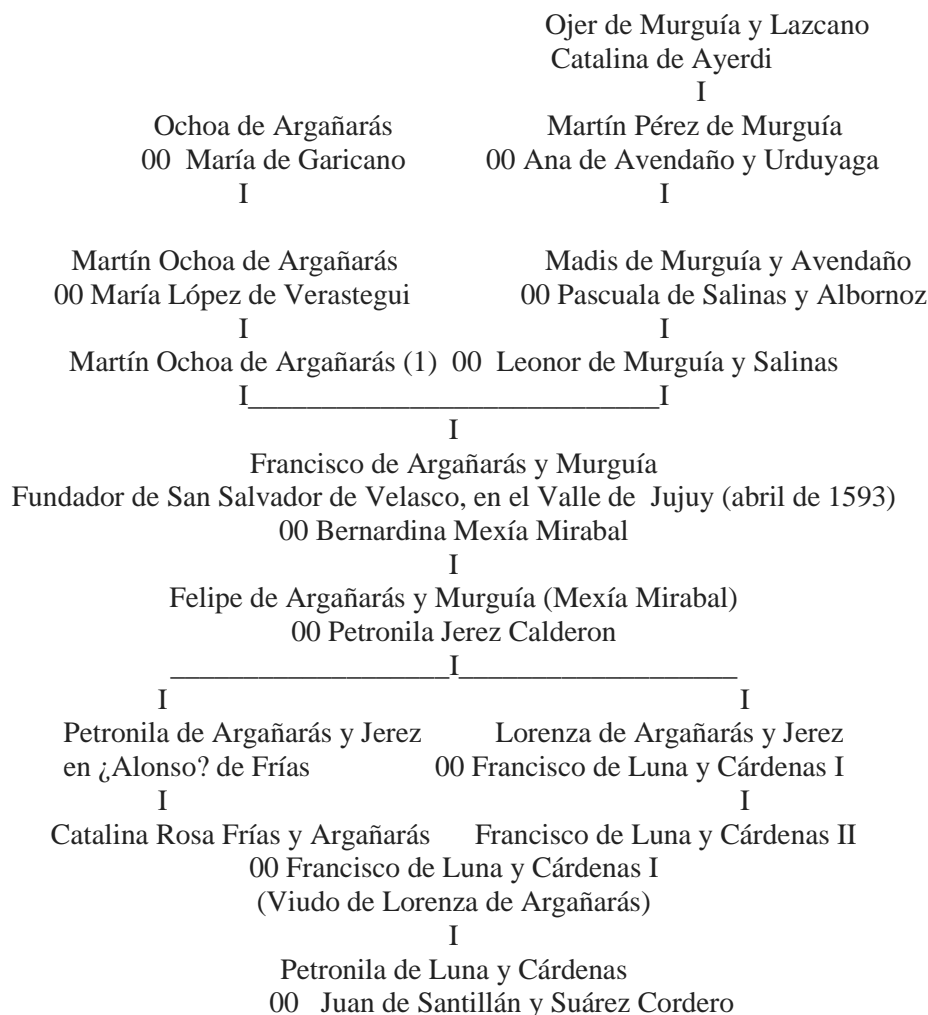 Ojer de Murguía y Lazcano
Catalina de Ayerdi
I
Ochoa de Argañarás Martín Pérez de Murguía
00 María de Garicano 00 Ana de Avendaño y Urduyaga
I I
Martín Ochoa de Argañarás Madis de Murguía y Avendaño
00 María López de Verastegui 00 Pascuala de Salinas y Albornoz
I I
Martín Ochoa de Argañarás (1) 00 Leonor de Murguía y Salinas
I____________________________I
I
Francisco de Argañarás y Murguía
Fundador de San Salvador de Velasco, en el Valle de Jujuy (abril de 1593)
00 Bernardina Mexía Mirabal
I
Felipe de Argañarás y Murguía (Mexía Mirabal)
00 Petronila Jerez Calderon
___________________I___________________
I I
Petronila de Argañarás y Jerez Lorenza de Argañarás y Jerez
en ¿Alonso? de Frías 00 Francisco de Luna y Cárdenas I
I I
Catalina Rosa Frías y Argañarás Francisco de Luna y Cárdenas II
00 Francisco de Luna y Cárdenas I
(Viudo de Lorenza de Argañarás)
I
Petronila de Luna y Cárdenas
00 Juan de Santillán y Suárez Cordero